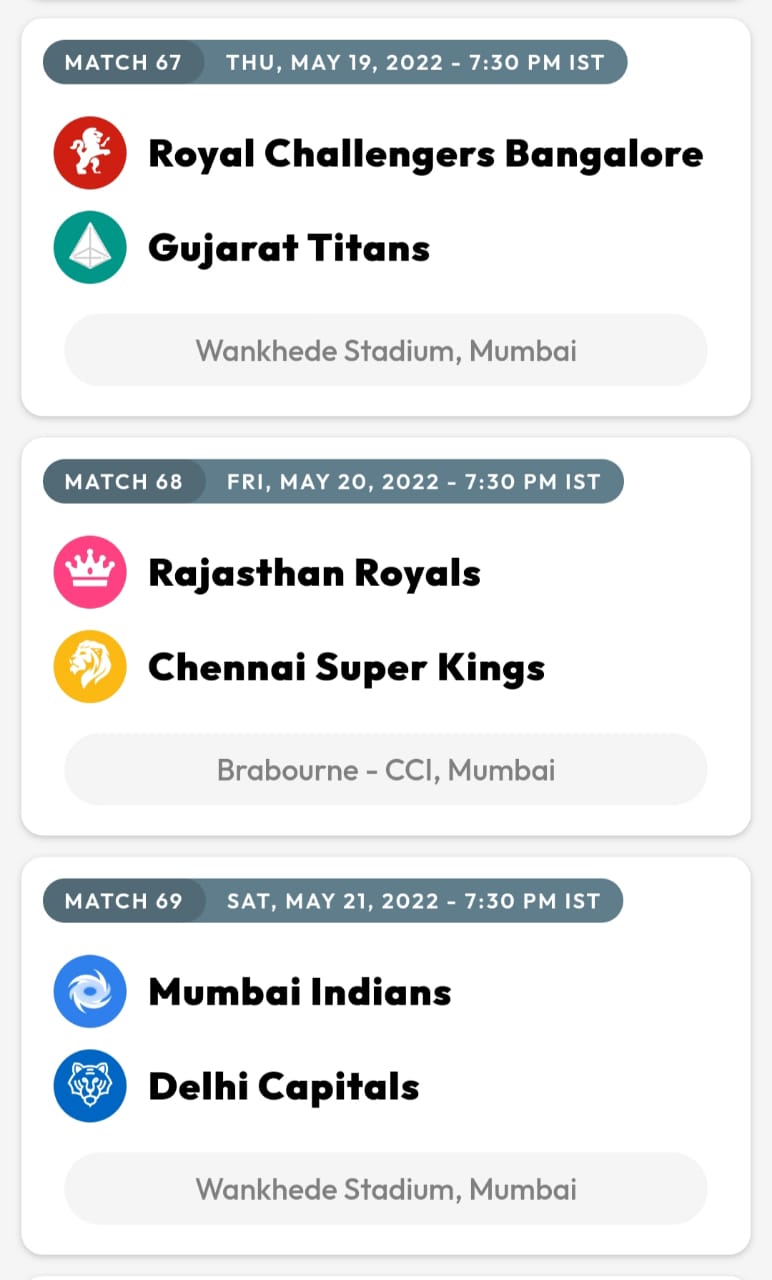 MATCH 67 THU, MAY 19, 2022 - 7:30 PM IST
Royal Challengers Bangalore
Gujarat Titans
Wankhede Stadium, Mumbai
MATCH 68 FRI, MAY 20, 2022 - 7:30 PM IST
Rajasthan Royals
Chennai Super Kings
Brabourne - CCI, Mumbai
MATCH 69 SAT, MAY 21, 2022 - 7:30 PM IST
Mumbai Indians
Delhi Capitals
Wankhede Stadium, Mumbai